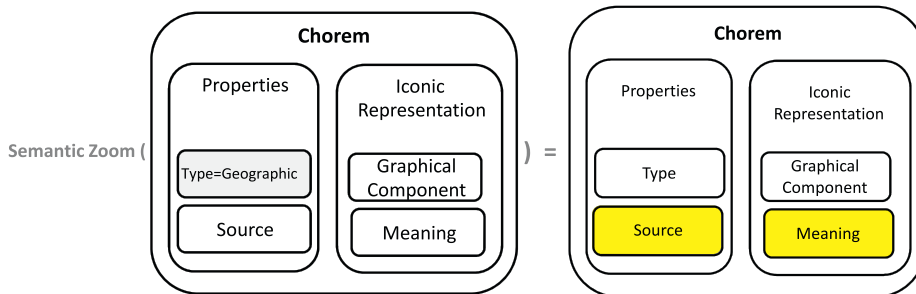 Chorem
Properties
Iconic
Representation
Semantic Zoom (
Type=Geographic
Graphical
Component
Source
Meaning
) =
Chorem
Properties
Iconic
Representation
Type
Graphical
Component
Source
Meaning